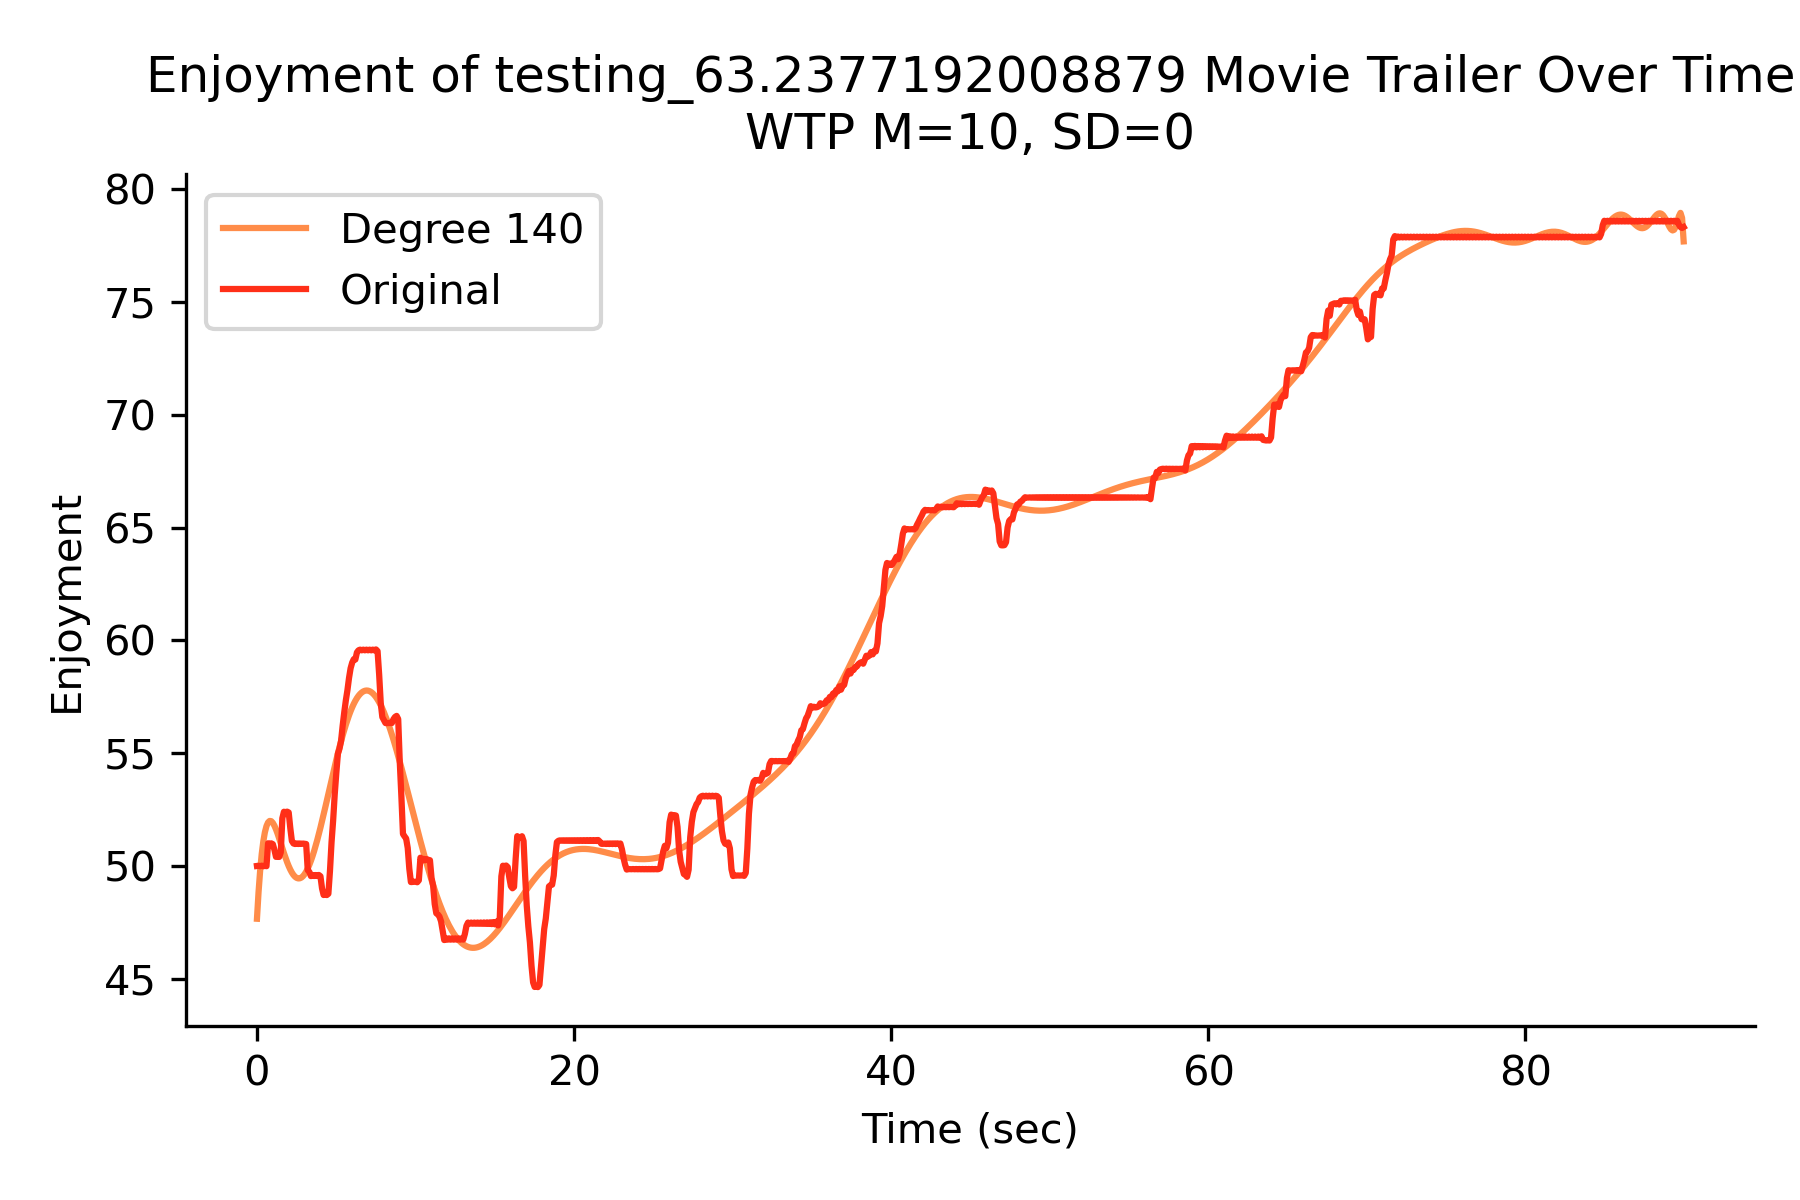 Enjoyment of testing_63.2377192008879 Movie Trailer Over Time
WTP M=10, SD=0
Degree 140
Original
80
75
70
65
60
55
50
45
Enjoyment
0 20 40 60 80
Time (sec)